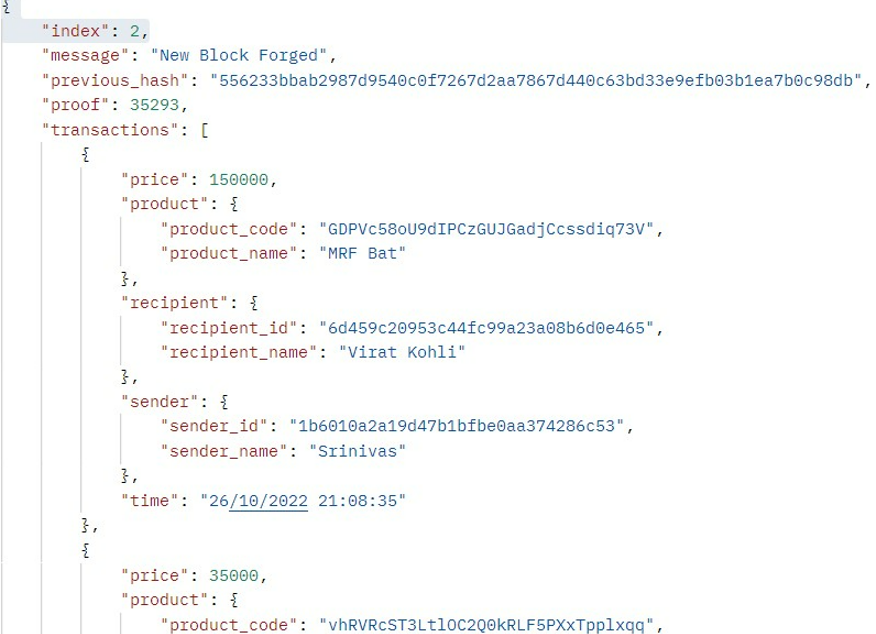 {
"index": 2,
"message": "New Block Forged",
"previous_hash": "556233bbab2987d9540c0f7267d2aa7867d440c63bd33e9efb03b1ea7b0c98db",
"proof": 35293,
"transactions": [
{
"price": 150000,
"product": {
"product_code": "GDPVc58oU9dIPCzGUJGadjCcssdiq73V",
"product_name": "MRF Bat"
},
"recipient": {
"recipient_id": "6d459c20953c44fc99a23a08b6d0e465",
"recipient_name": "Virat Kohli"
},
"sender": {
"sender_id": "1b6010a2a19d47b1bfbe0aa374286c53",
"sender_name": "Srinivas"
},
"time": "26/10/2022 21:08:35"
},
{
"price": 35000,
"product": {
"product_code": "vhRVRcST3LtlOC2Q0kRLF5PXxTpplxqq",